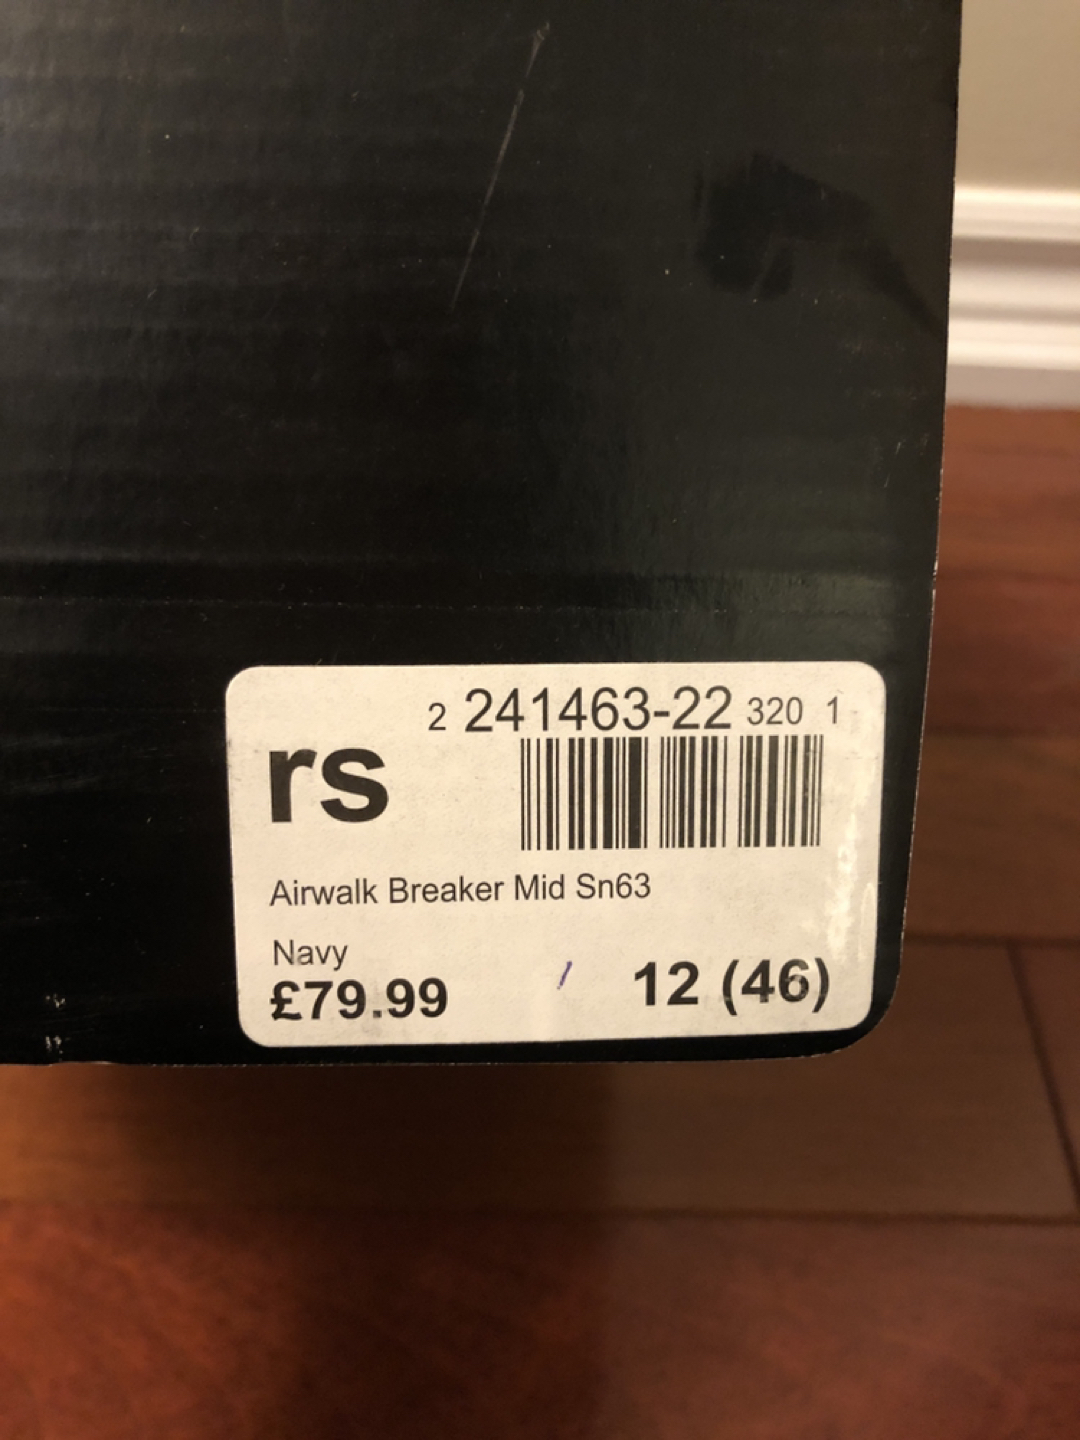 2 241463-22 320 1
rs
Airwalk Breaker Mid Sn63
Navy
£79.99 / 12 (46)